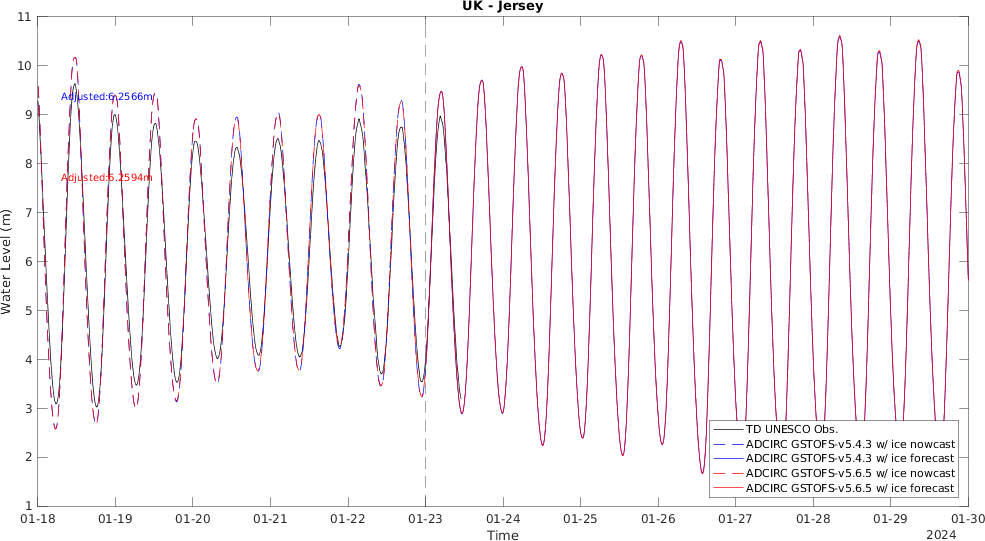 UK - Jersey
11
10
9
8
7
6
5
4
3
2
1
Water Level (m)
Adjusted:6.2566m
Adjusted:6.2594m
TD UNESCO Obs.
ADCIRC GSTOFS-v5.4.3 w/ ice nowcast
ADCIRC GSTOFS-v5.4.3 w/ ice forecast
ADCIRC GSTOFS-v5.6.5 w/ ice nowcast
ADCIRC GSTOFS-v5.6.5 w/ ice forecast
01-18 01-19 01-20 01-21 01-22 01-23 01-24 01-25 01-26 01-27 01-28 01-29 01-30
Time
2024